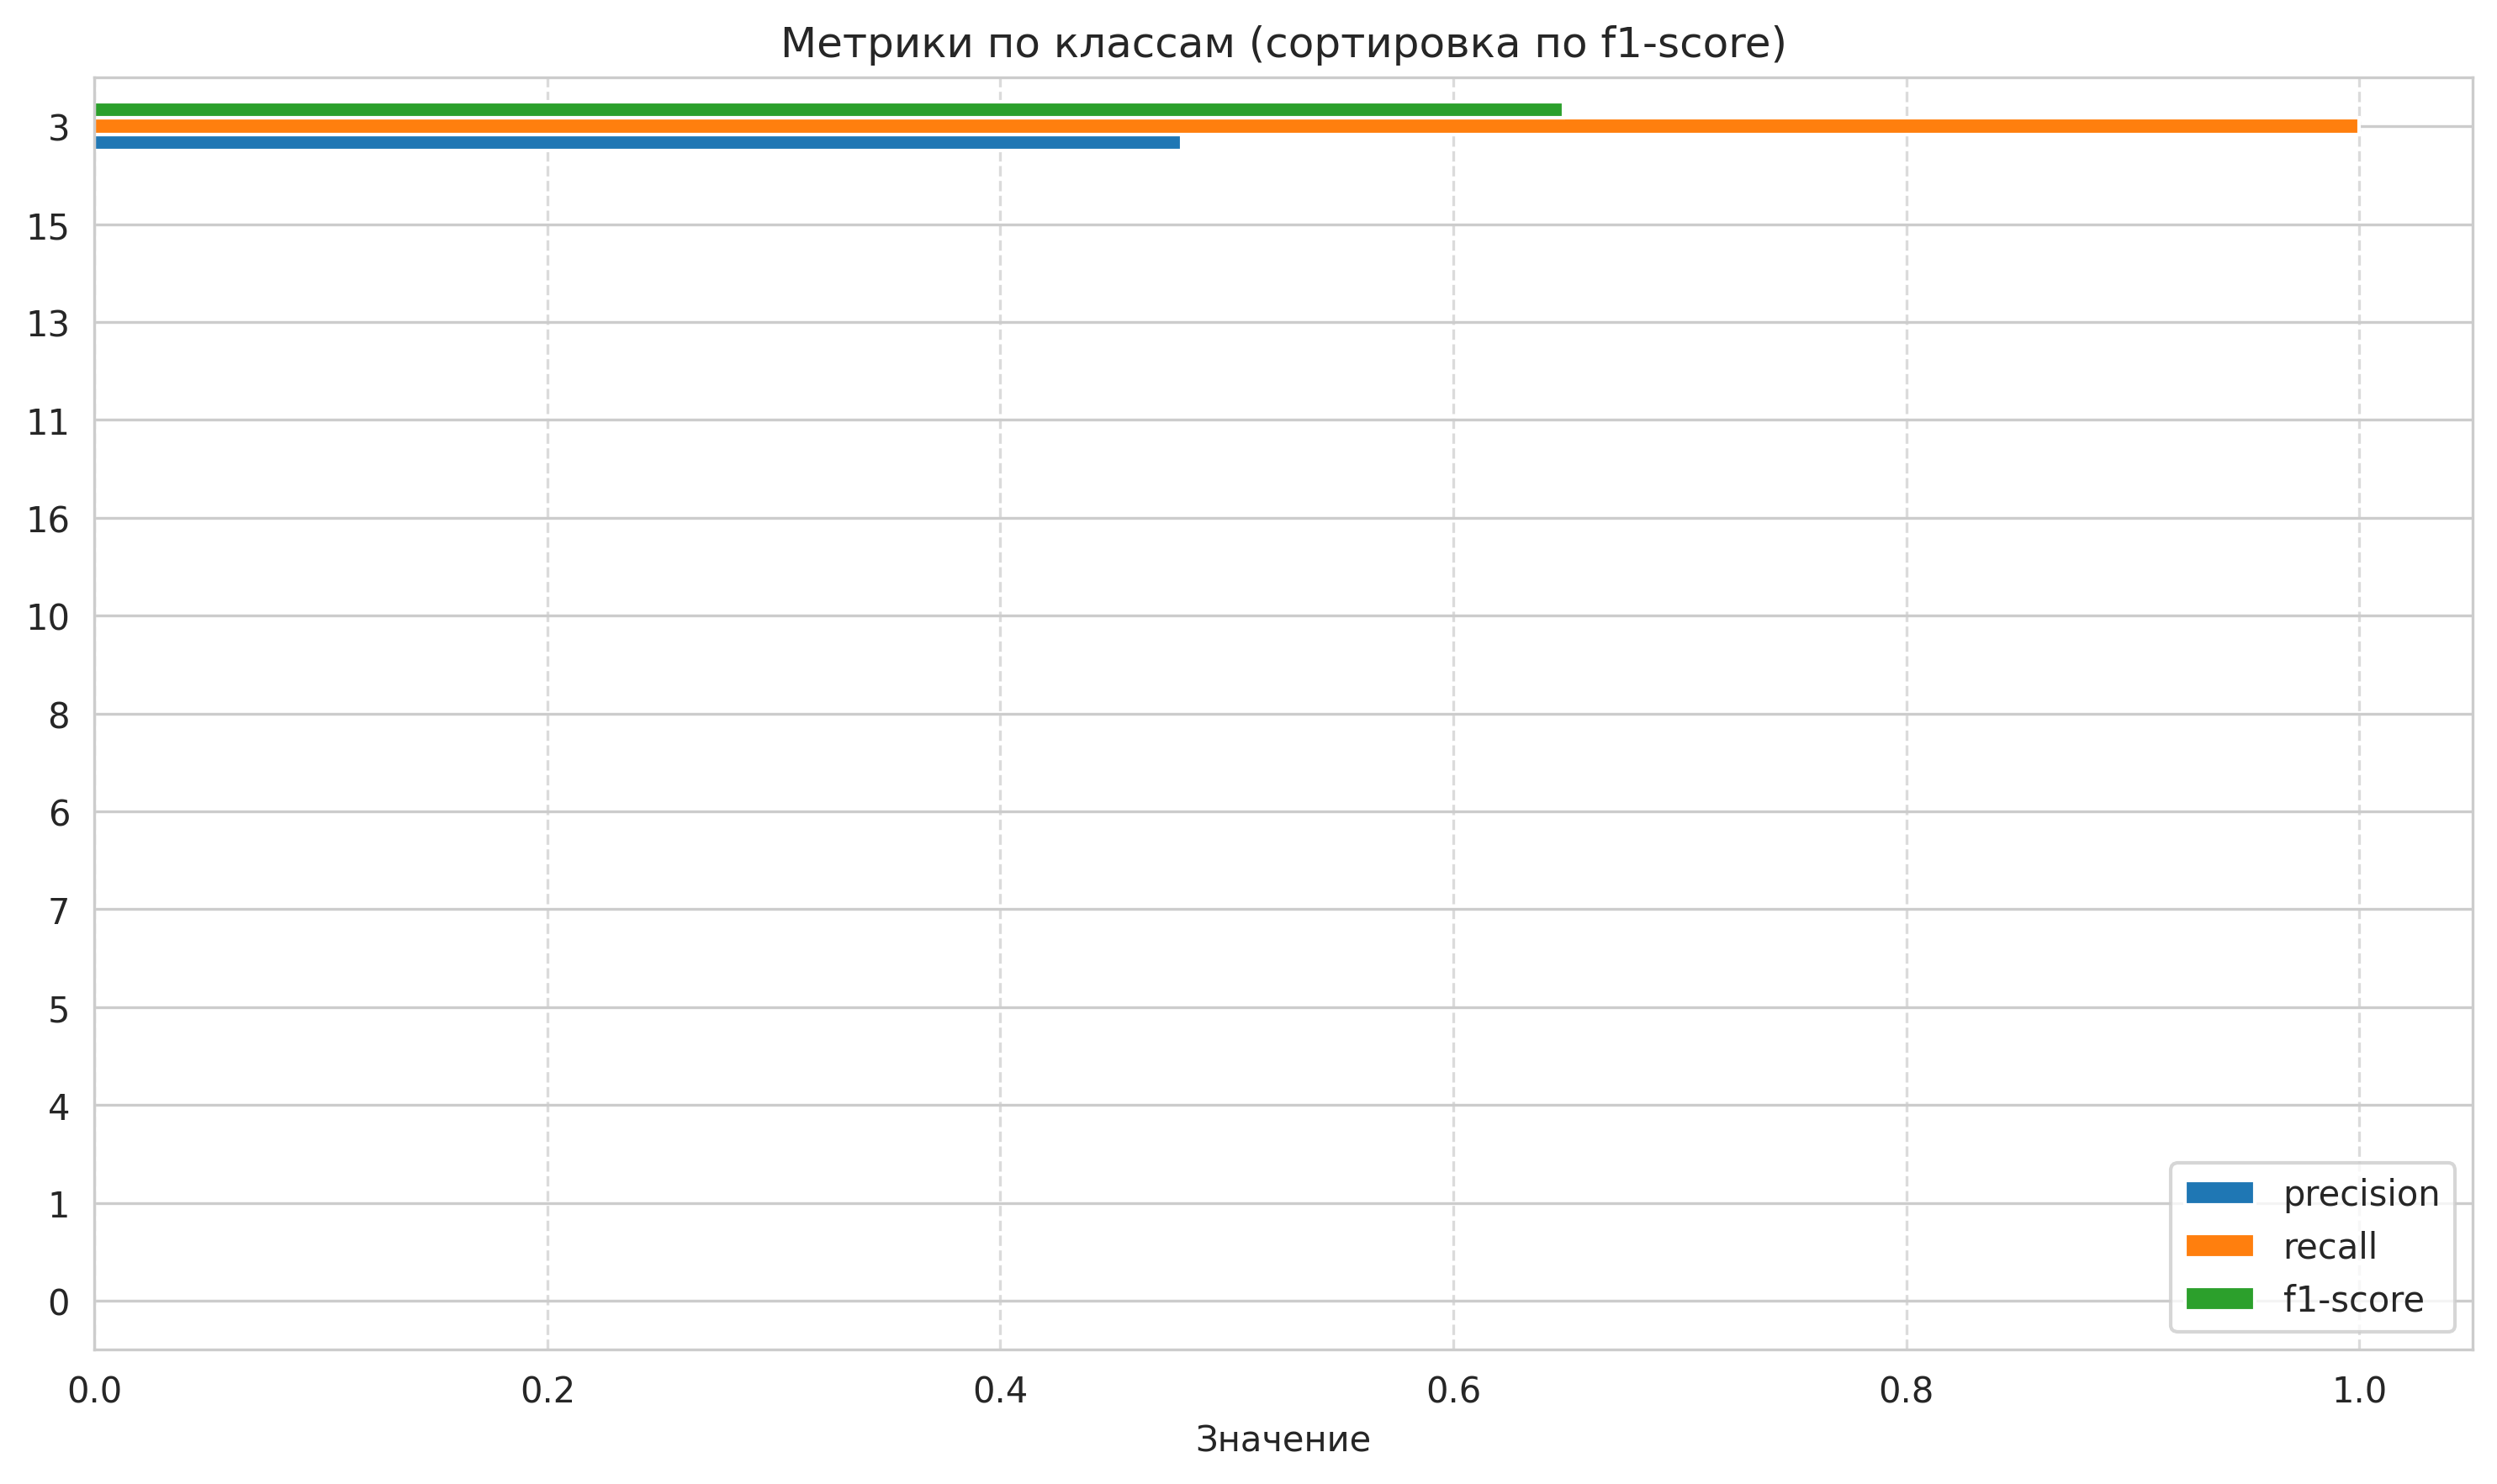 Метрики по классам (сортировка по f1-score)
3
15
13
11
16
10
8
6
7
5
4
1
0
precision
recall
f1-score
0.0 0.2 0.4 0.6 0.8 1.0
Значение